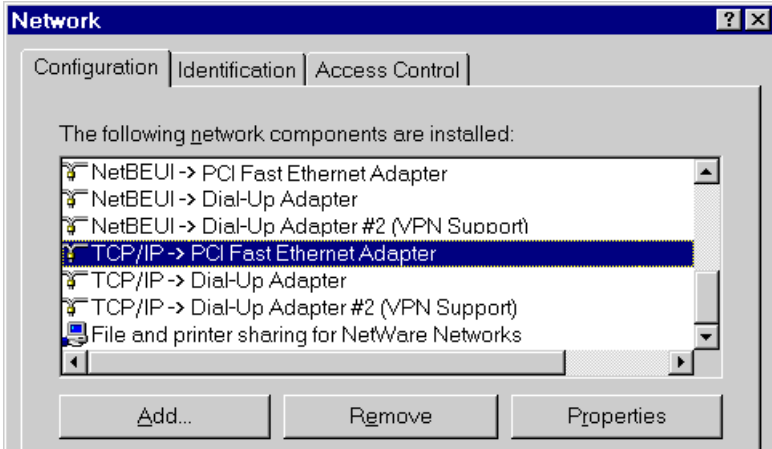 Network
Configuration Identification Access Control
The following network components are installed:
NetBEUI -> PCI Fast Ethernet Adapter
NetBEUI -> Dial-Up Adapter
NetBEUI -> Dial-Up Adapter #2 (VPN Support)
TCP/IP -> PCI Fast Ethernet Adapter
TCP/IP -> Dial-Up Adapter
TCP/IP -> Dial-Up Adapter #2 (VPN Support)
File and printer sharing for NetWare Networks
Add... Remove Properties